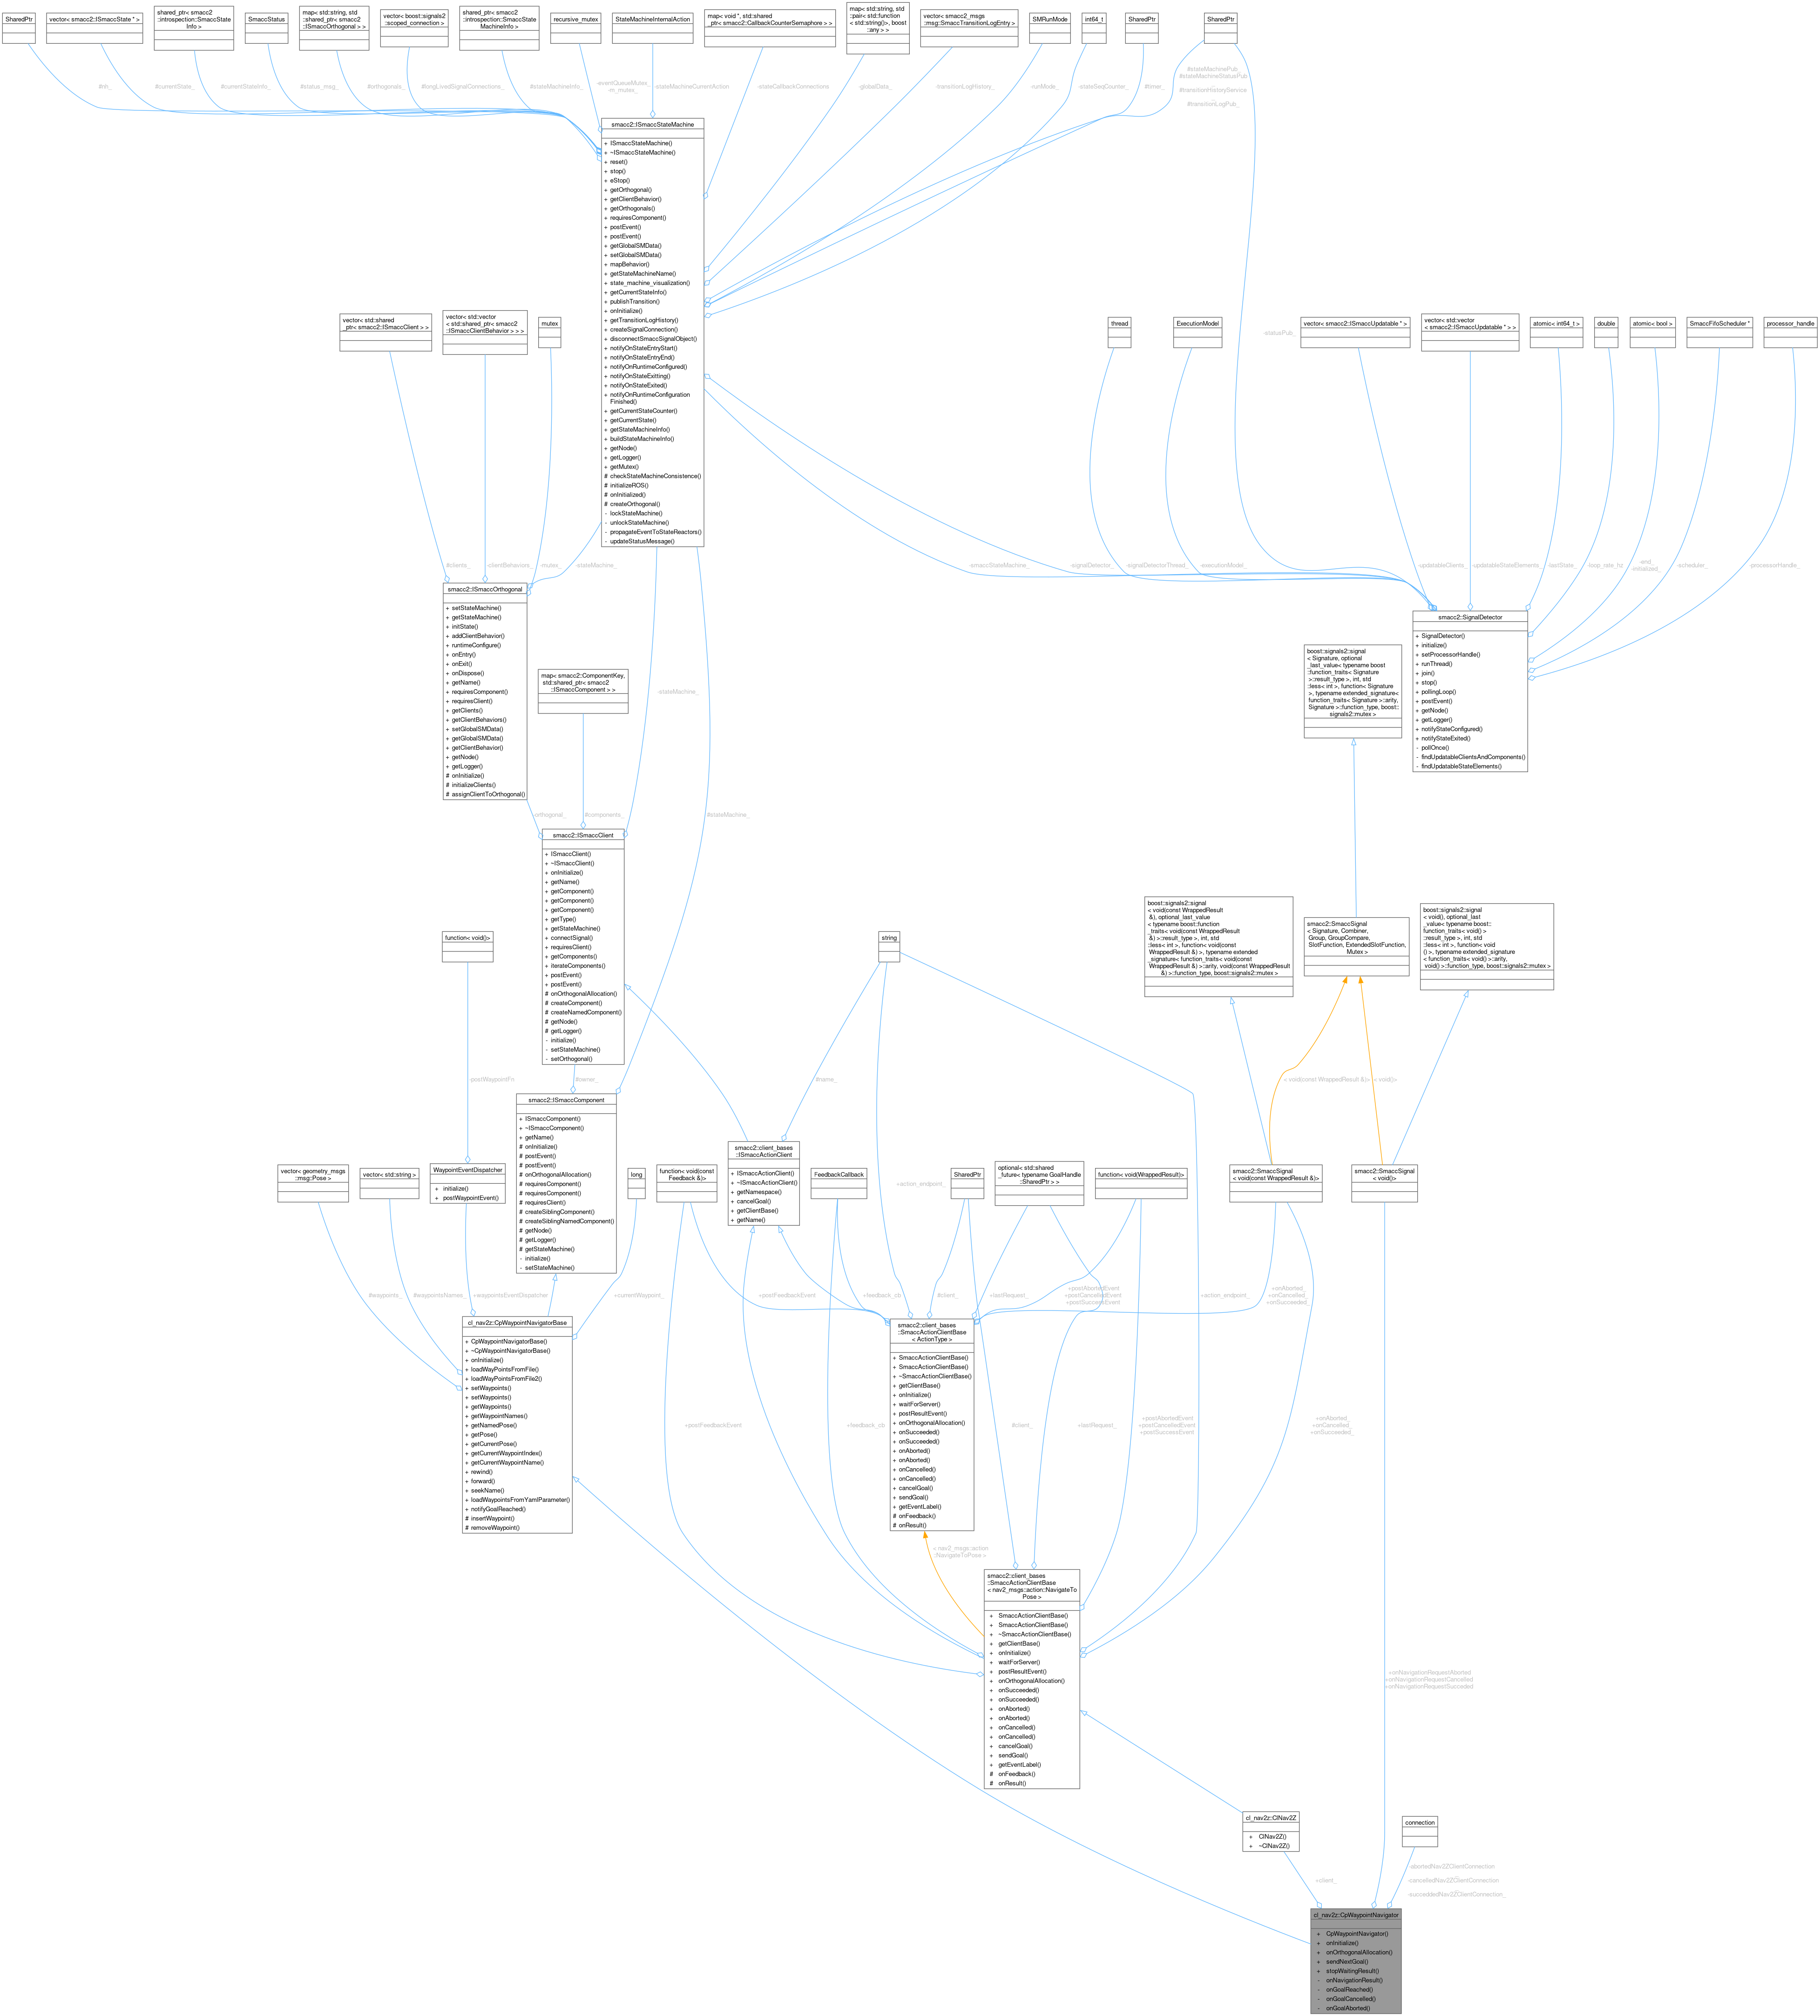 SharedPtr
vector< smacc2::ISmaccState * >
shared_ptr< smacc2
::introspection::SmaccState
Info >
SmaccStatus
map< std::string, std
::shared_ptr< smacc2
::ISmaccOrthogonal > >
vector< boost::signals2
::scoped_connection >
shared_ptr< smacc2
::introspection::SmaccState
MachineInfo >
recursive_mutex
StateMachineInternalAction
map< void *, std::shared
_ptr< smacc2::CallbackCounterSemaphore > >
map< std::string, std
::pair< std::function
< std::string()>, boost
::any > >
vector< smacc2_msgs
::msg::SmaccTransitionLogEntry >
SMRunMode
int64_t
SharedPtr
SharedPtr
#nh_
#currentState_
#currentStateInfo_
#status_msg_
#orthogonals_
#longLivedSignalConnections_
#stateMachineInfo_
-eventQueueMutex_
-m_mutex_
-stateMachineCurrentAction
-stateCallbackConnections
-globalData_
-transitionLogHistory_
-runMode_
-stateSeqCounter_
#timer_
#stateMachinePub_
#stateMachineStatusPub
_
#transitionHistoryService
_
#transitionLogPub_
smacc2::ISmaccStateMachine
+ ISmaccStateMachine()
+ ~ISmaccStateMachine()
+ reset()
+ stop()
+ eStop()
+ getOrthogonal()
+ getClientBehavior()
+ getOrthogonals()
+ requiresComponent()
+ postEvent()
+ postEvent()
+ getGlobalSMData()
+ setGlobalSMData()
+ mapBehavior()
+ getStateMachineName()
+ state_machine_visualization()
+ getCurrentStateInfo()
+ publishTransition()
+ onInitialize()
+ getTransitionLogHistory()
+ createSignalConnection()
+ disconnectSmaccSignalObject()
+ notifyOnStateEntryStart()
+ notifyOnStateEntryEnd()
+ notifyOnRuntimeConfigured()
+ notifyOnStateExitting()
+ notifyOnStateExited()
+ notifyOnRuntimeConfiguration
Finished()
+ getCurrentStateCounter()
+ getCurrentState()
+ getStateMachineInfo()
+ buildStateMachineInfo()
+ getNode()
+ getLogger()
+ getMutex()
# checkStateMachineConsistence()
# initializeROS()
# onInitialized()
# createOrthogonal()
- lockStateMachine()
- unlockStateMachine()
- propagateEventToStateReactors()
- updateStatusMessage()
vector< std::shared
_ptr< smacc2::ISmaccClient > >
vector< std::vector
< std::shared_ptr< smacc2
::ISmaccClientBehavior > > >
mutex
thread
ExecutionModel
-statusPub_
vector< smacc2::ISmaccUpdatable * >
vector< std::vector
< smacc2::ISmaccUpdatable * > >
atomic< int64_t >
double
atomic< bool >
SmaccFifoScheduler *
processor_handle
#clients_
-clientBehaviors_
-mutex_
-stateMachine_
-smaccStateMachine_
-signalDetector_
-signalDetectorThread_
-executionModel_
-updatableClients_
-updatableStateElements_
-lastState_
-loop_rate_hz
-end_
-initialized_
-scheduler_
-processorHandle_
smacc2::ISmaccOrthogonal
+ setStateMachine()
+ getStateMachine()
+ initState()
+ addClientBehavior()
+ runtimeConfigure()
+ onEntry()
+ onExit()
+ onDispose()
+ getName()
+ requiresComponent()
+ requiresClient()
+ getClients()
+ getClientBehaviors()
+ setGlobalSMData()
+ getGlobalSMData()
+ getClientBehavior()
+ getNode()
+ getLogger()
# onInitialize()
# initializeClients()
# assignClientToOrthogonal()
smacc2::SignalDetector
+ SignalDetector()
+ initialize()
+ setProcessorHandle()
+ runThread()
+ join()
+ stop()
+ pollingLoop()
+ postEvent()
+ getNode()
+ getLogger()
+ notifyStateConfigured()
+ notifyStateExited()
- pollOnce()
- findUpdatableClientsAndComponents()
- findUpdatableStateElements()
boost::signals2::signal
< Signature, optional
_last_value< typename boost
::function_traits< Signature
>::result_type >, int, std
::less< int >, function< Signature
>, typename extended_signature<
function_traits< Signature >::arity,
Signature >::function_type, boost::
signals2::mutex >
map< smacc2::ComponentKey,
std::shared_ptr< smacc2
::ISmaccComponent > >
-stateMachine_
-orthogonal_
#components_
#stateMachine_
smacc2::ISmaccClient
+ ISmaccClient()
+ ~ISmaccClient()
+ onInitialize()
+ getName()
+ getComponent()
+ getComponent()
+ getComponent()
+ getType()
+ getStateMachine()
+ connectSignal()
+ requiresClient()
+ getComponents()
+ iterateComponents()
+ postEvent()
+ postEvent()
# onOrthogonalAllocation()
# createComponent()
# createNamedComponent()
# getNode()
# getLogger()
- initialize()
- setStateMachine()
- setOrthogonal()
function< void()>
string
boost::signals2::signal
< void(const WrappedResult
&), optional_last_value
< typename boost::function
_traits< void(const WrappedResult
&) >::result_type >, int, std
::less< int >, function< void(const
WrappedResult &) >, typename extended
_signature< function_traits< void(const
WrappedResult &) >::arity, void(const WrappedResult
&) >::function_type, boost::signals2::mutex >
smacc2::SmaccSignal
< Signature, Combiner,
Group, GroupCompare,
SlotFunction, ExtendedSlotFunction,
Mutex >
boost::signals2::signal
< void(), optional_last
_value< typename boost::
function_traits< void() >
::result_type >, int, std
::less< int >, function< void
() >, typename extended_signature
< function_traits< void() >::arity,
void() >::function_type, boost::signals2::mutex >
-postWaypointFn
#owner_
#name_
< void(const WrappedResult &)>
< void()>
smacc2::ISmaccComponent
+ ISmaccComponent()
+ ~ISmaccComponent()
+ getName()
# onInitialize()
# postEvent()
# postEvent()
# onOrthogonalAllocation()
# requiresComponent()
# requiresComponent()
# requiresClient()
# createSiblingComponent()
# createSiblingNamedComponent()
# getNode()
# getLogger()
# getStateMachine()
- initialize()
- setStateMachine()
vector< geometry_msgs
::msg::Pose >
vector< std::string >
WaypointEventDispatcher
+ initialize()
+ postWaypointEvent()
long
function< void(const
Feedback &)>
smacc2::client_bases
::ISmaccActionClient
+ ISmaccActionClient()
+ ~ISmaccActionClient()
+ getNamespace()
+ cancelGoal()
+ getClientBase()
+ getName()
FeedbackCallback
+action_endpoint_
SharedPtr
optional< std::shared
_future< typename GoalHandle
::SharedPtr > >
function< void(WrappedResult)>
smacc2::SmaccSignal
< void(const WrappedResult &)>
smacc2::SmaccSignal
< void()>
#waypoints_
#waypointsNames_
+waypointsEventDispatcher
+currentWaypoint_
+postFeedbackEvent
+feedback_cb
#client_
+lastRequest_
+postAbortedEvent
+postCancelledEvent
+postSuccessEvent
+action_endpoint_
+onAborted_
+onCancelled_
+onSucceeded_
cl_nav2z::CpWaypointNavigatorBase
+ CpWaypointNavigatorBase()
+ ~CpWaypointNavigatorBase()
+ onInitialize()
+ loadWayPointsFromFile()
+ loadWayPointsFromFile2()
+ setWaypoints()
+ setWaypoints()
+ getWaypoints()
+ getWaypointNames()
+ getNamedPose()
+ getPose()
+ getCurrentPose()
+ getCurrentWaypointIndex()
+ getCurrentWaypointName()
+ rewind()
+ forward()
+ seekName()
+ loadWaypointsFromYamlParameter()
+ notifyGoalReached()
# insertWaypoint()
# removeWaypoint()
smacc2::client_bases
::SmaccActionClientBase
< ActionType >
+ SmaccActionClientBase()
+ SmaccActionClientBase()
+ ~SmaccActionClientBase()
+ getClientBase()
+ onInitialize()
+ waitForServer()
+ postResultEvent()
+ onOrthogonalAllocation()
+ onSucceeded()
+ onSucceeded()
+ onAborted()
+ onAborted()
+ onCancelled()
+ onCancelled()
+ cancelGoal()
+ sendGoal()
+ getEventLabel()
# onFeedback()
# onResult()
+postFeedbackEvent
+feedback_cb
#client_
+lastRequest_
+postAbortedEvent
+postCancelledEvent
+postSuccessEvent
+onAborted_
+onCancelled_
+onSucceeded_
< nav2_msgs::action
::NavigateToPose >
smacc2::client_bases
::SmaccActionClientBase
< nav2_msgs::action::NavigateTo
Pose >
+ SmaccActionClientBase()
+ SmaccActionClientBase()
+ ~SmaccActionClientBase()
+ getClientBase()
+ onInitialize()
+ waitForServer()
+ postResultEvent()
+ onOrthogonalAllocation()
+ onSucceeded()
+ onSucceeded()
+ onAborted()
+ onAborted()
+ onCancelled()
+ onCancelled()
+ cancelGoal()
+ sendGoal()
+ getEventLabel()
# onFeedback()
# onResult()
+onNavigationRequestAborted
+onNavigationRequestCancelled
+onNavigationRequestSucceded
cl_nav2z::ClNav2Z
+ ClNav2Z()
+ ~ClNav2Z()
connection
+client_
-abortedNav2ZClientConnection
_
-cancelledNav2ZClientConnection
_
-succeddedNav2ZClientConnection_
cl_nav2z::CpWaypointNavigator
+ CpWaypointNavigator()
+ onInitialize()
+ onOrthogonalAllocation()
+ sendNextGoal()
+ stopWaitingResult()
- onNavigationResult()
- onGoalReached()
- onGoalCancelled()
- onGoalAborted()